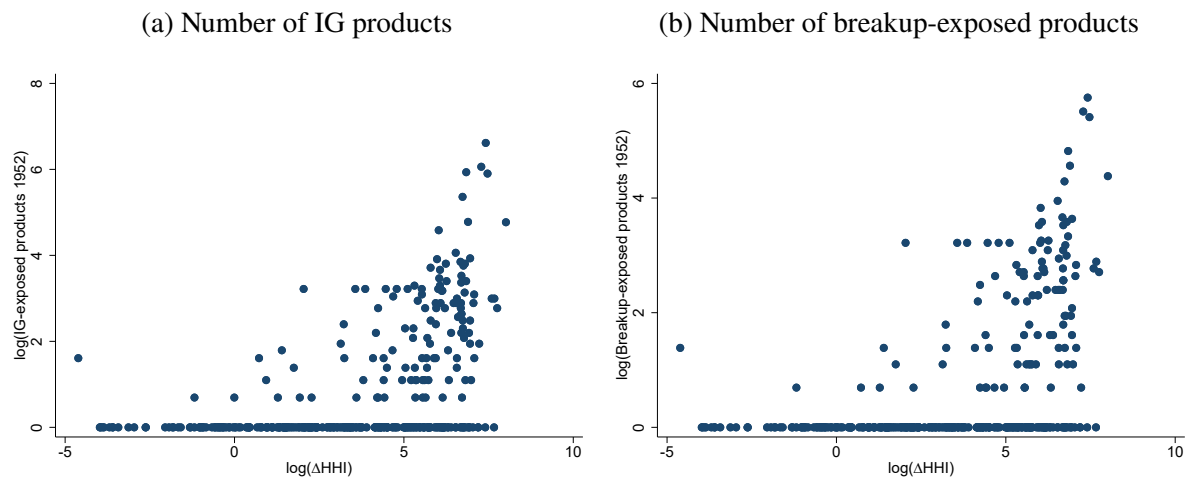 (a) Number of IG products
(b) Number of breakup-exposed products
log(IG-exposed products 1952)
8
6
4
2
0
-5
0
5
10
log(ΔHHI)
log(Breakup-exposed products 1952)
6
4
2
0
-5
0
5
10
log(ΔHHI)